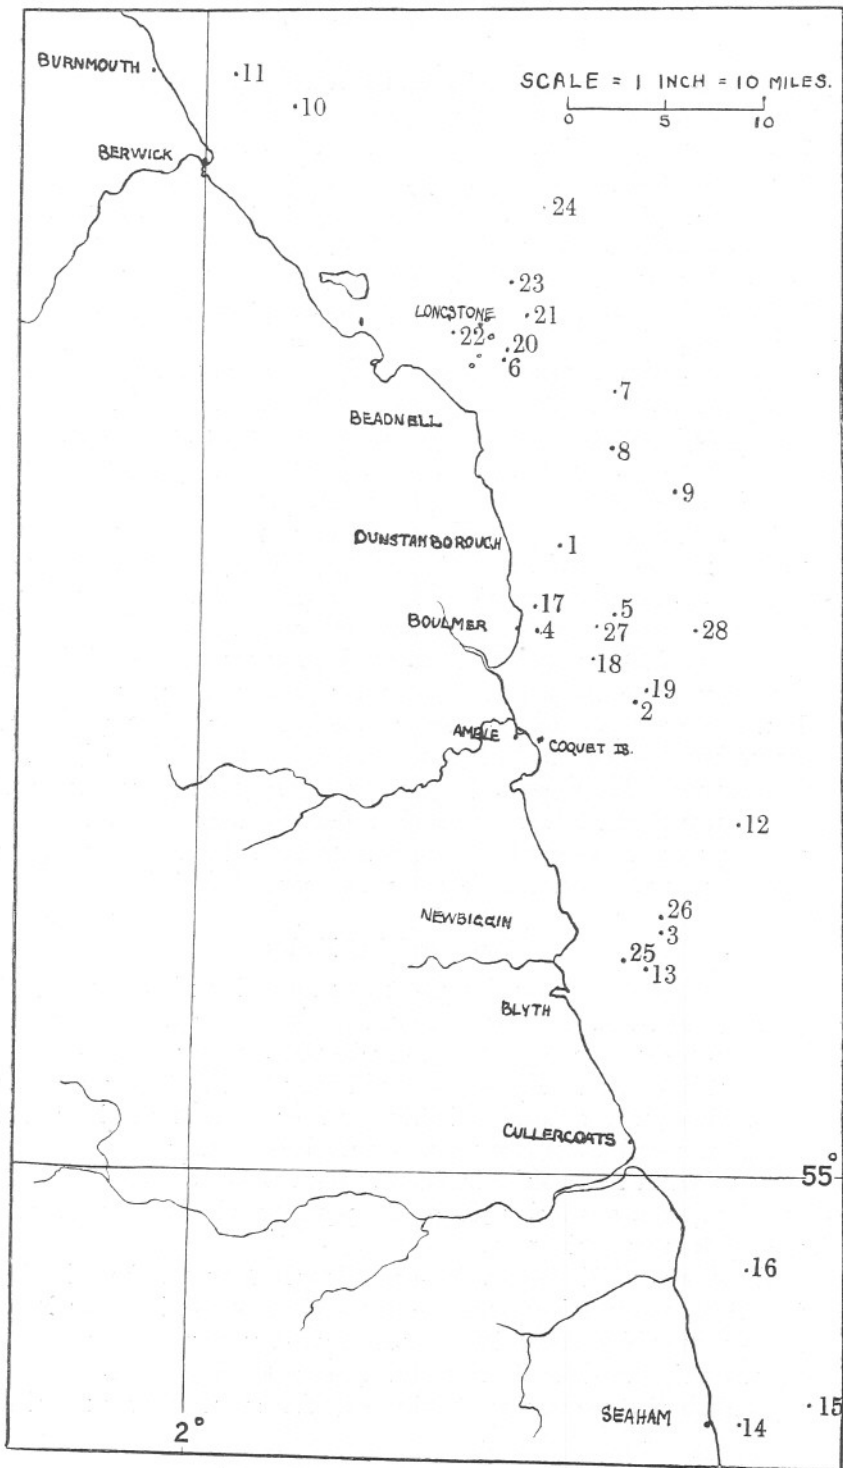 BURNMOUTH
11
10
SCALE = 1 INCH = 10 MILES.
0 5 10
BERWICK
24
23
LONGSTONE
21
22
20
6
7
BEADNELL
8
9
DUNSTANBOROUGH
1
17
5
BOULMER
4
27
28
18
19
2
AMBLE
COQUET IS.
12
NEWBIGGIN
26
3
25
13
BLYTH
CULLERCOATS
55°
16
SEAHAM
14
15
2°